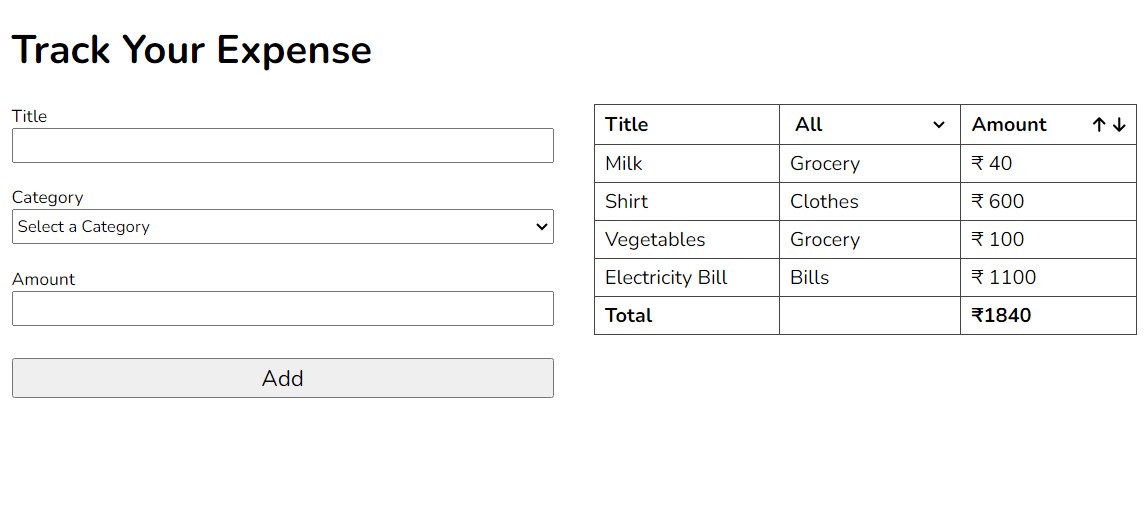 Track Your Expense
Title
Category
Select a Category
Amount
Add
Title All Amount ↑ ↓
Milk Grocery ₹ 40
Shirt Clothes ₹ 600
Vegetables Grocery ₹ 100
Electricity Bill Bills ₹ 1100
Total ₹1840